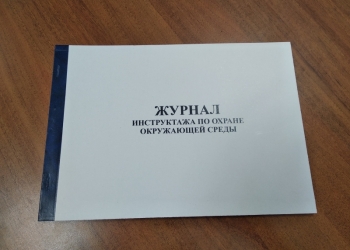 ЖУРНАЛ
ИНСТРУКТАЖА ПО ОХРАНЕ
ОКРУЖАЮЩЕЙ СРЕДЫ